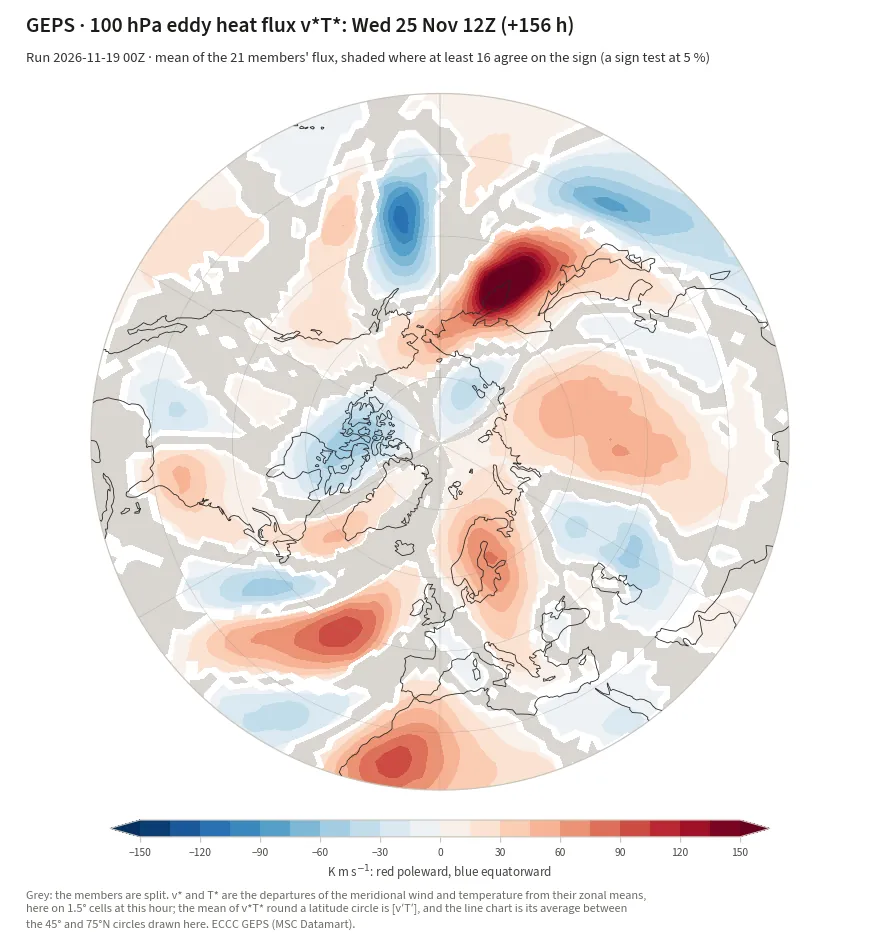 GEPS · 100 hPa eddy heat flux v*T*: Wed 25 Nov 12Z (+156 h)
Run 2026-11-19 00Z · mean of the 21 members' flux, shaded where at least 16 agree on the sign (a sign test at 5 %)
−150 −120 −90 −60 −30 0 30 60 90 120 150
K m s⁻¹: red poleward, blue equatorward
Grey: the members are split. v* and T* are the departures of the meridional wind and temperature from their zonal means,
here on 1.5° cells at this hour; the mean of v*T* round a latitude circle is [v′T′], and the line chart is its average between
the 45° and 75°N circles drawn here. ECCC GEPS (MSC Datamart).